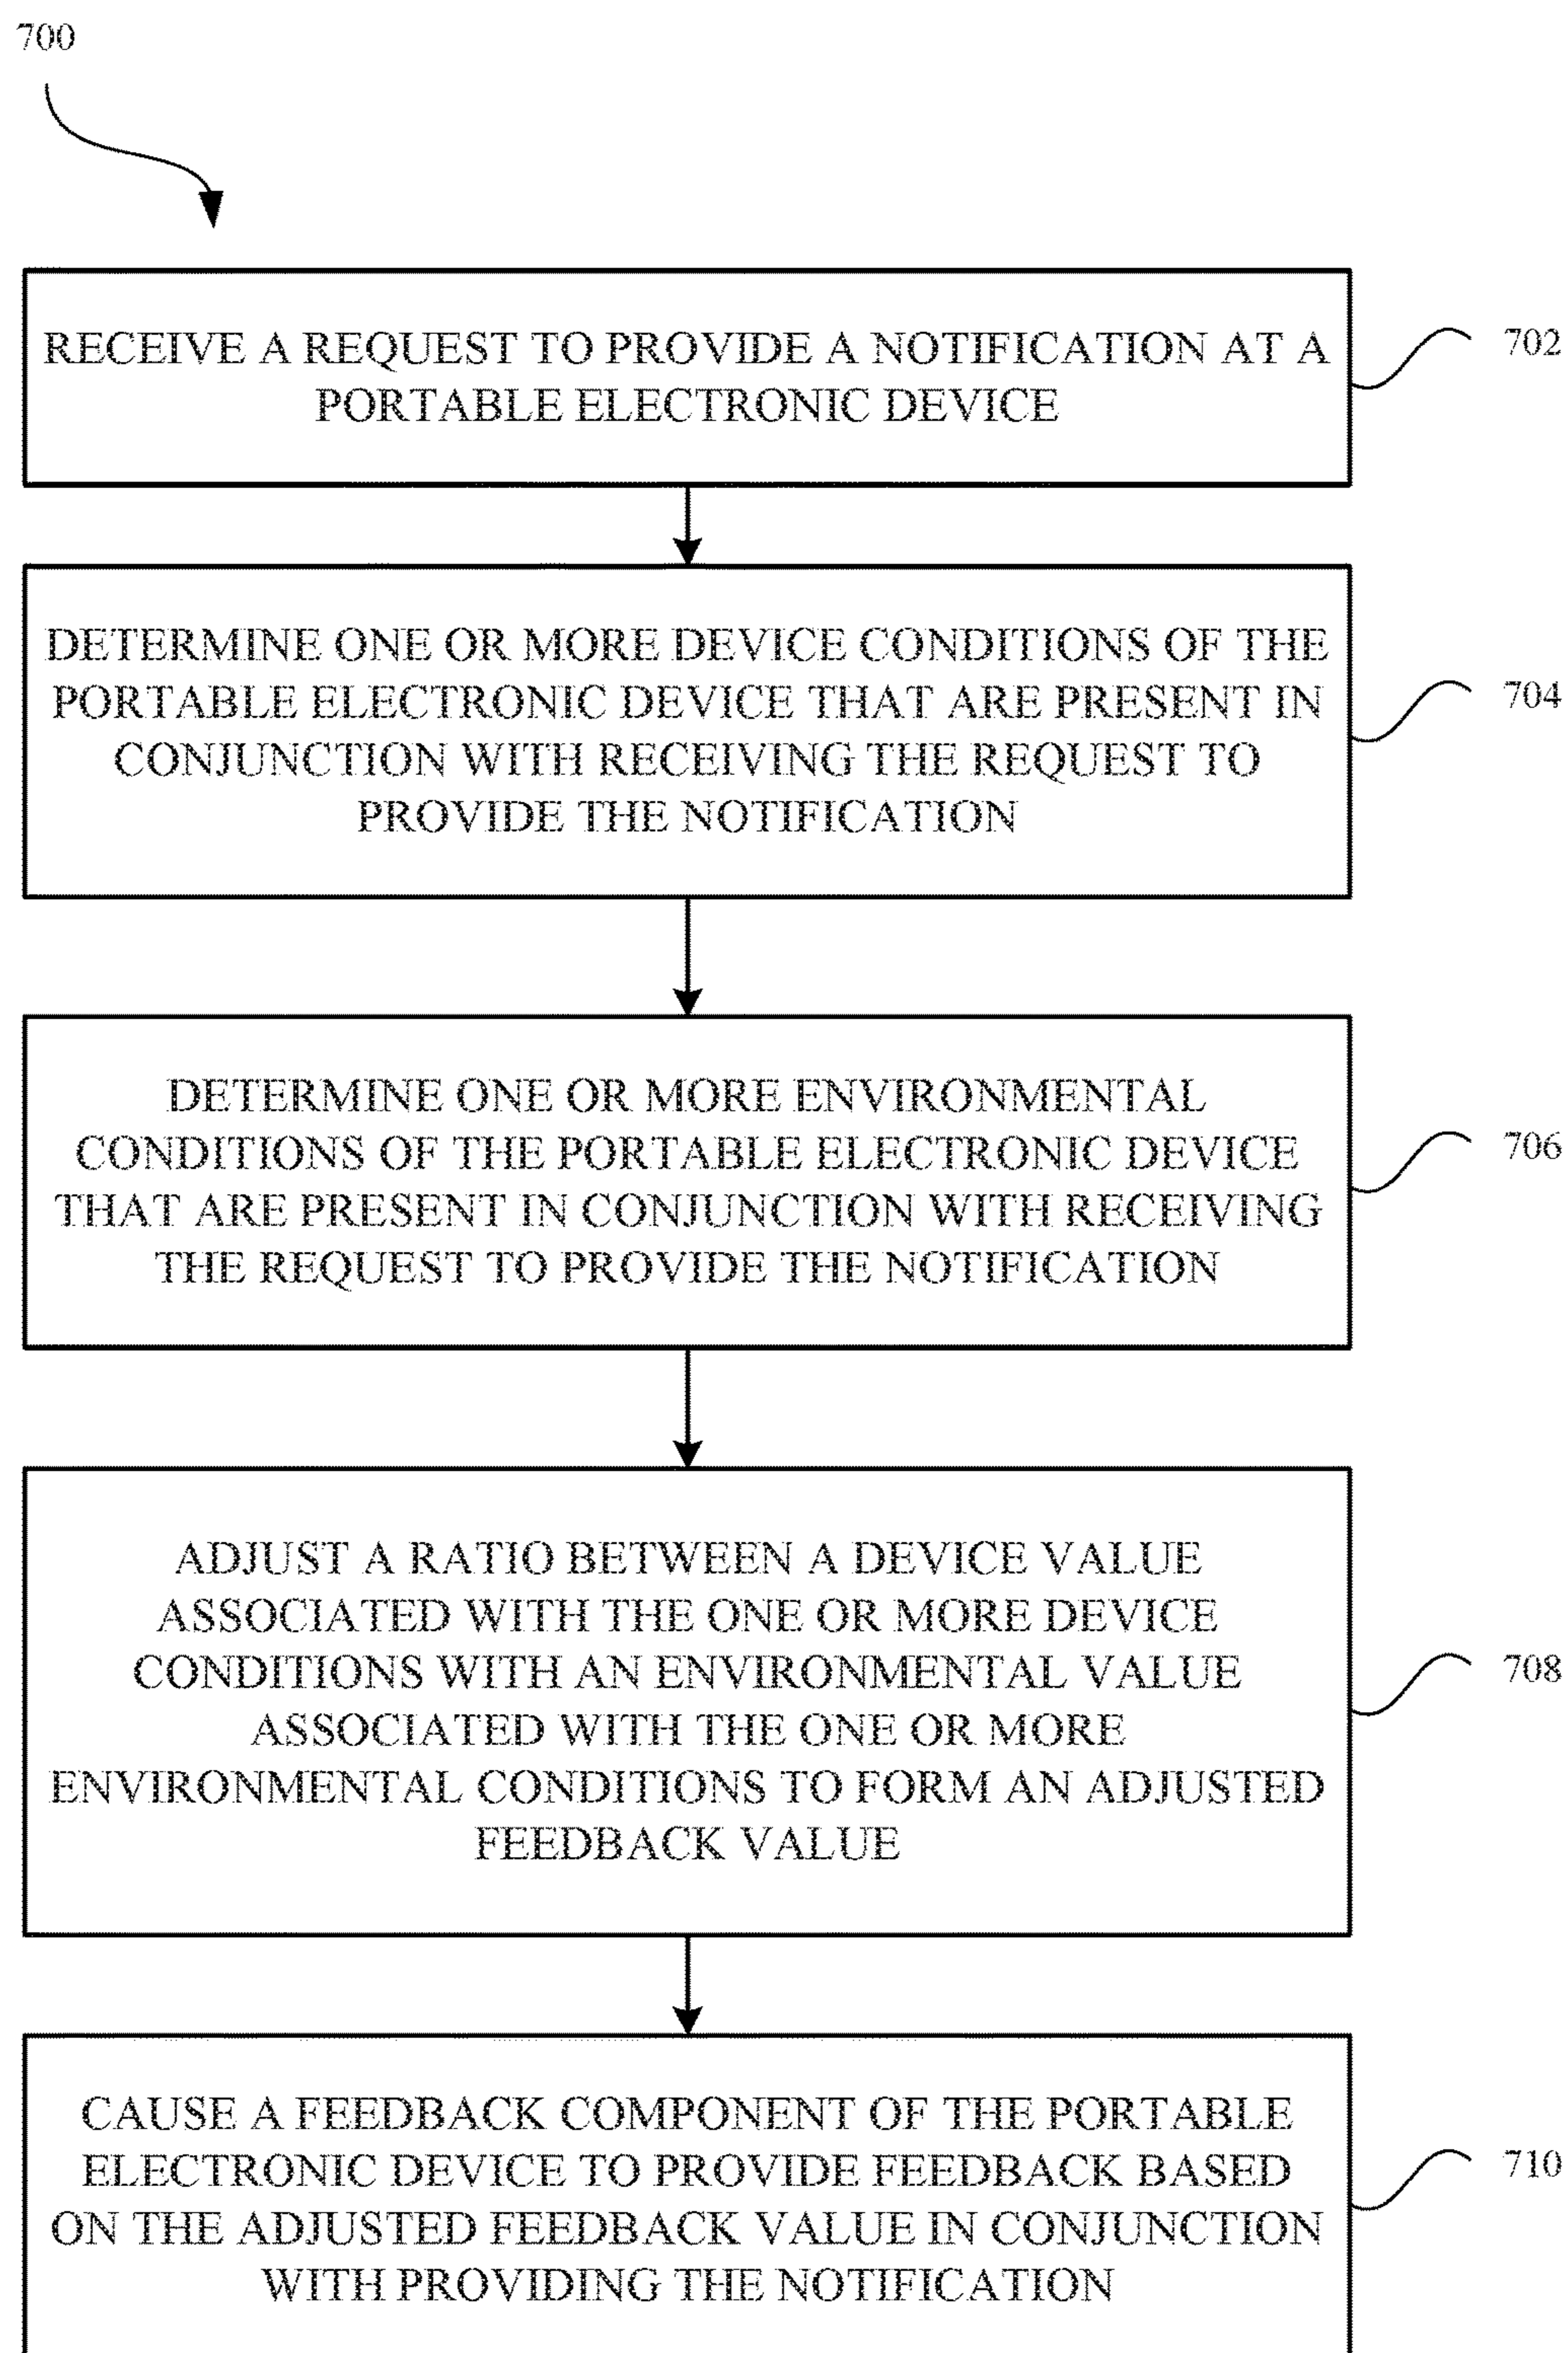 700
RECEIVE A REQUEST TO PROVIDE A NOTIFICATION AT A
PORTABLE ELECTRONIC DEVICE
702
DETERMINE ONE OR MORE DEVICE CONDITIONS OF THE
PORTABLE ELECTRONIC DEVICE THAT ARE PRESENT IN
CONJUNCTION WITH RECEIVING THE REQUEST TO
PROVIDE THE NOTIFICATION
704
DETERMINE ONE OR MORE ENVIRONMENTAL
CONDITIONS OF THE PORTABLE ELECTRONIC DEVICE
THAT ARE PRESENT IN CONJUNCTION WITH RECEIVING
THE REQUEST TO PROVIDE THE NOTIFICATION
706
ADJUST A RATIO BETWEEN A DEVICE VALUE
ASSOCIATED WITH THE ONE OR MORE DEVICE
CONDITIONS WITH AN ENVIRONMENTAL VALUE
ASSOCIATED WITH THE ONE OR MORE
ENVIRONMENTAL CONDITIONS TO FORM AN ADJUSTED
FEEDBACK VALUE
708
CAUSE A FEEDBACK COMPONENT OF THE PORTABLE
ELECTRONIC DEVICE TO PROVIDE FEEDBACK BASED
ON THE ADJUSTED FEEDBACK VALUE IN CONJUNCTION
WITH PROVIDING THE NOTIFICATION
710